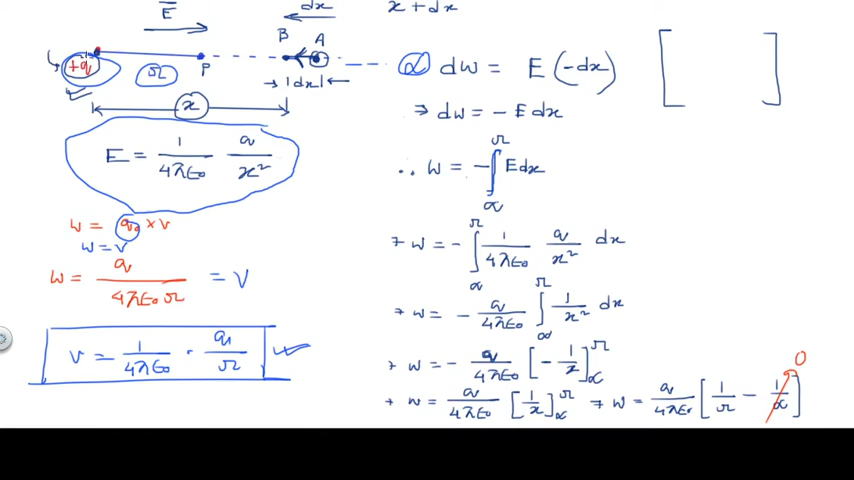 E dx x + dx
B A
+q r P |dx| ∞ dw = E (-dx) [ ]
x ⇒ dw = - E dx
E = 1/4πε₀ q/x²
∴ W = - ∫∞^r E dx
W = q₀ × V
W = V
⇒ W = - ∫∞^r 1/4πε₀ q/x² dx
W = q/4πε₀r = V
⇒ W = - q/4πε₀ ∫∞^r 1/x² dx
V = 1/4πε₀ · q/r
⇒ W = - q/4πε₀ [- 1/x]∞^r
⇒ W = q/4πε₀ [1/x]∞^r ⇒ W = q/4πε₀ [1/r - 1/∞] 0